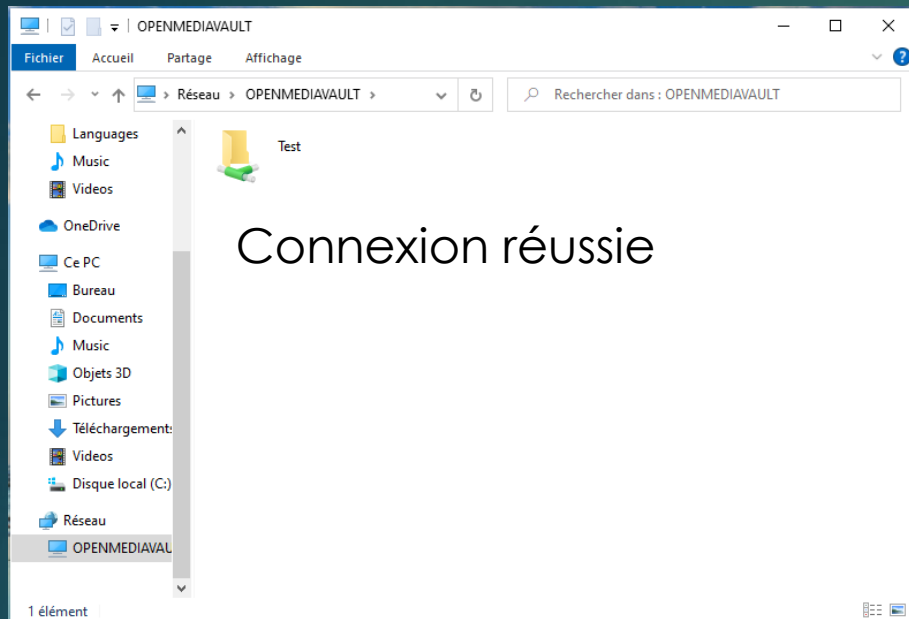 OPENMEDIAVAULT
Fichier Accueil Partage Affichage
Réseau OPENMEDIAVAULT
Rechercher dans : OPENMEDIAVAULT
Languages
Music
Videos
OneDrive
Ce PC
Bureau
Documents
Music
Objets 3D
Pictures
Téléchargements
Videos
Disque local (C:)
Réseau
OPENMEDIAVAU
Test
Connexion réussie
1 élément